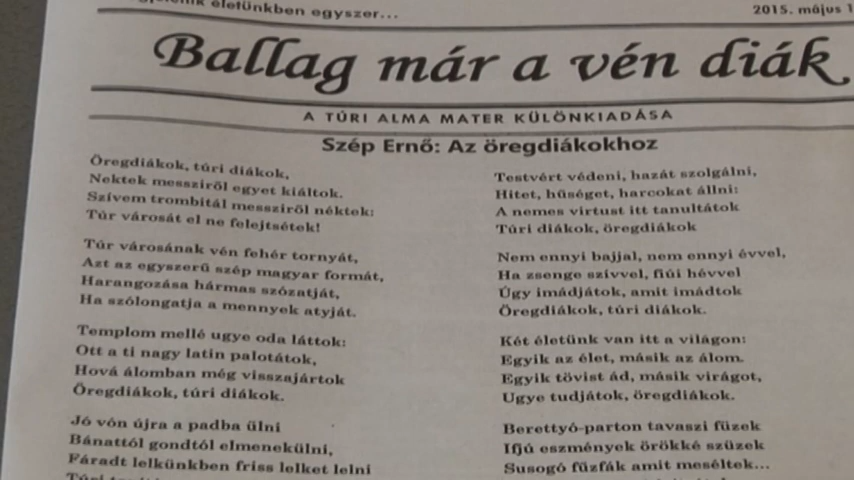 életünkben egyszer...
2015. május 1
Ballag már a vén diák
A TÚRI ALMA MATER KÜLÖNKIADÁSA
Szép Ernő: Az öregdiákokhoz
Öregdiákok, túri diákok,
Nektek messziről egyet kiáltok.
Szívem trombitál messziről néktek:
Túr városát el ne felejtsétek!
Túr városának vén fehér tornyát,
Azt az egyszerű szép magyar formát,
Harangozása hármas szózatját,
Ha szólongatja a mennyek atyját.
Templom mellé ugye oda láttok:
Ott a ti nagy latin palotátok,
Hová álomban még visszajártok
Öregdiákok, túri diákok.
Jó vón újra a padba ülni
Bánattól gondtól elmenekülni,
Fáradt lelkünkben friss lelket lelni
Testvért védeni, hazát szolgálni,
Hitet, hűséget, harcokat állni:
A nemes virtust itt tanultátok
Túri diákok, öregdiákok
Nem ennyi bajjal, nem ennyi évvel,
Ha zsenge szívvel, fiúi hévvel
Úgy imádjátok, amit imádtok
Öregdiákok, túri diákok.
Két életünk van itt a világon:
Egyik az élet, másik az álom.
Egyik tövist ád, másik virágot,
Ugye tudjátok, öregdiákok.
Berettyó-parton tavaszi füzek
Ifjú eszmények örökké szüzek
Susogó fűzfák amit meséltek...